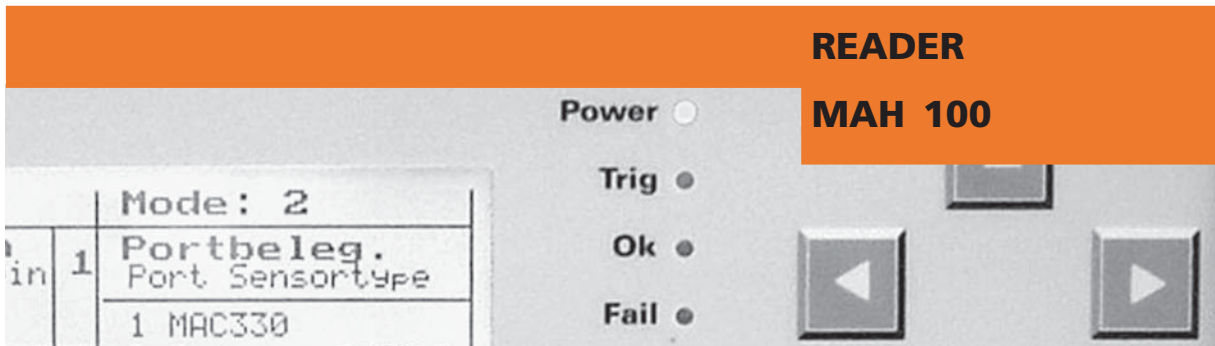 READER
MAH 100
Power
Trig
Ok
Fail
Mode: 2
in 1 Portbeleg.
Port Sensortype
1 MAC330